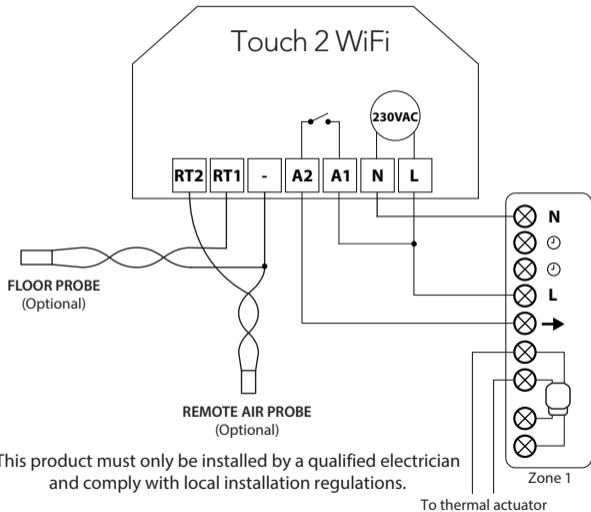 Touch 2 WiFi
230VAC
RT2 RT1 - A2 A1 N L
N
L
FLOOR PROBE
(Optional)
REMOTE AIR PROBE
(Optional)
This product must only be installed by a qualified electrician
and comply with local installation regulations.
Zone 1
To thermal actuator